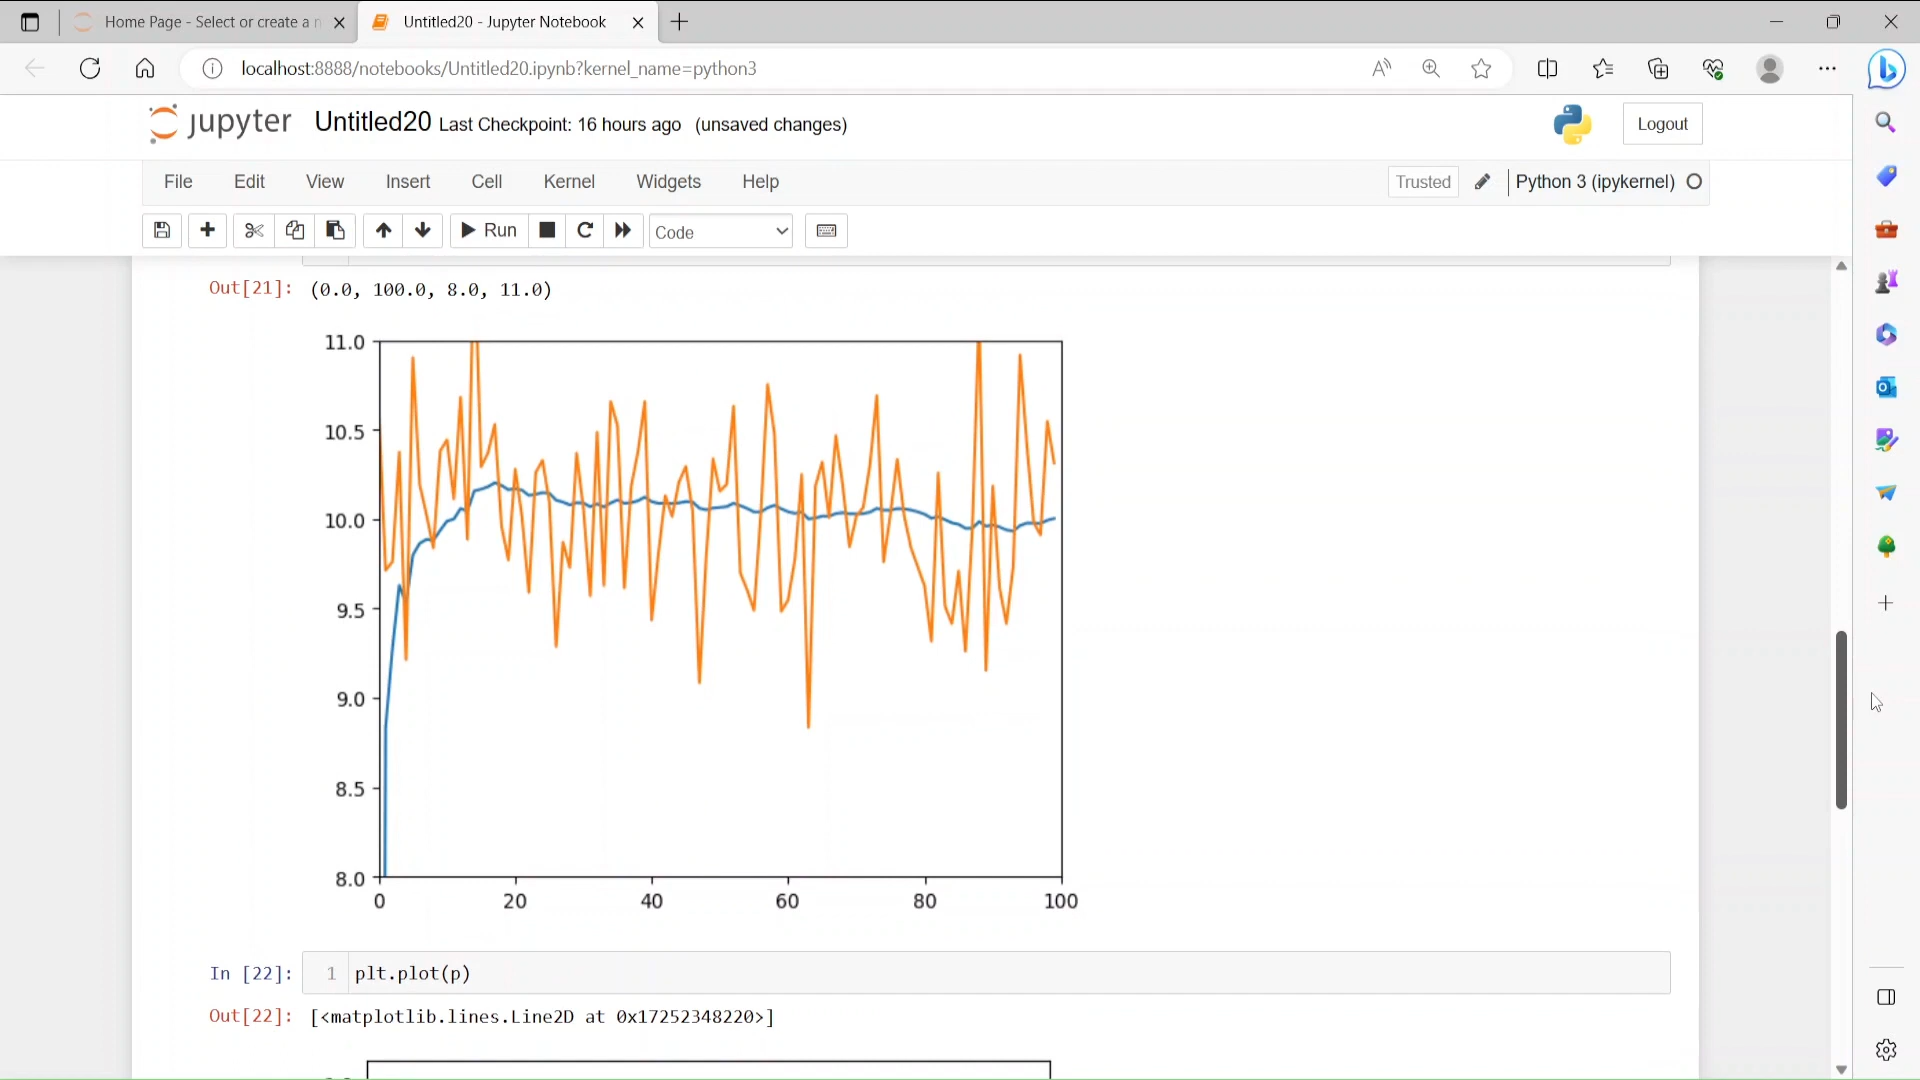 Home Page - Select or create a n
Untitled20 - Jupyter Notebook
localhost:8888/notebooks/Untitled20.ipynb?kernel_name=python3
jupyter Untitled20 Last Checkpoint: 16 hours ago (unsaved changes)
Logout
File Edit View Insert Cell Kernel Widgets Help
Trusted
Python 3 (ipykernel)
Run
Code
Out[21]: (0.0, 100.0, 8.0, 11.0)
11.0
10.5
10.0
9.5
9.0
8.5
8.0
0 20 40 60 80 100
In [22]: 1 plt.plot(p)
Out[22]: [<matplotlib.lines.Line2D at 0x17252348220>]